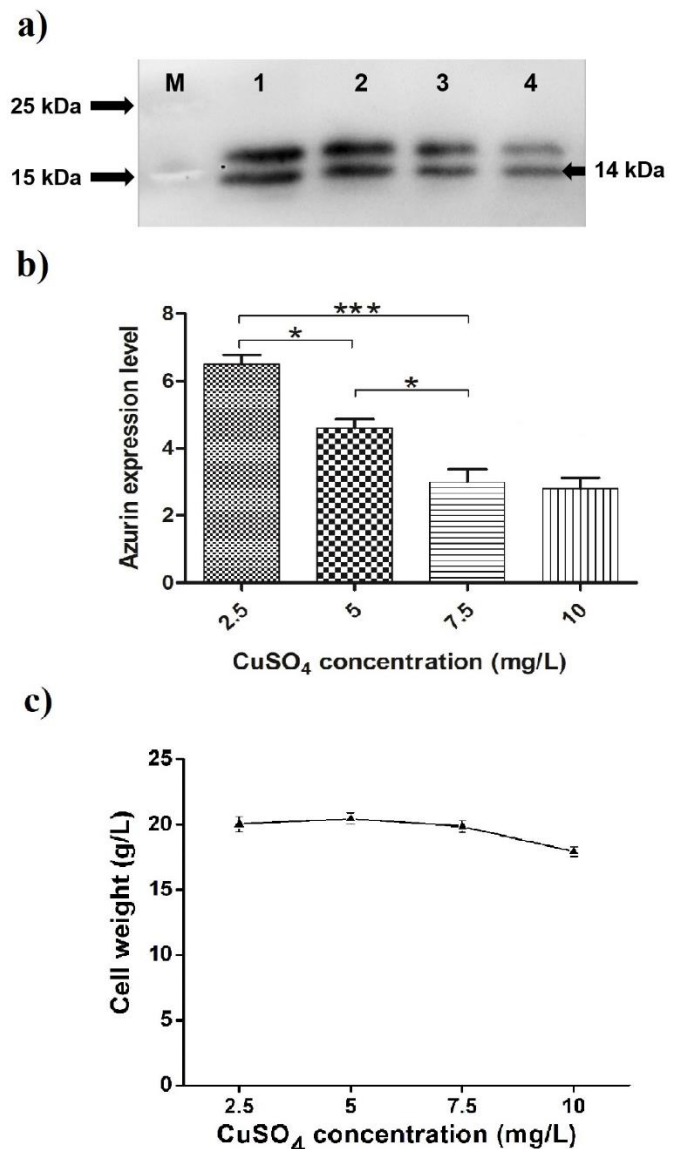 a)
M 1 2 3 4
25 kDa
15 kDa
14 kDa
b)
Azurin expression level
8
6
4
2
0
***
*
*
2.5 5 7.5 10
CuSO₄ concentration (mg/L)
c)
Cell weight (g/L)
25
20
15
10
5
0
2.5 5 7.5 10
CuSO₄ concentration (mg/L)